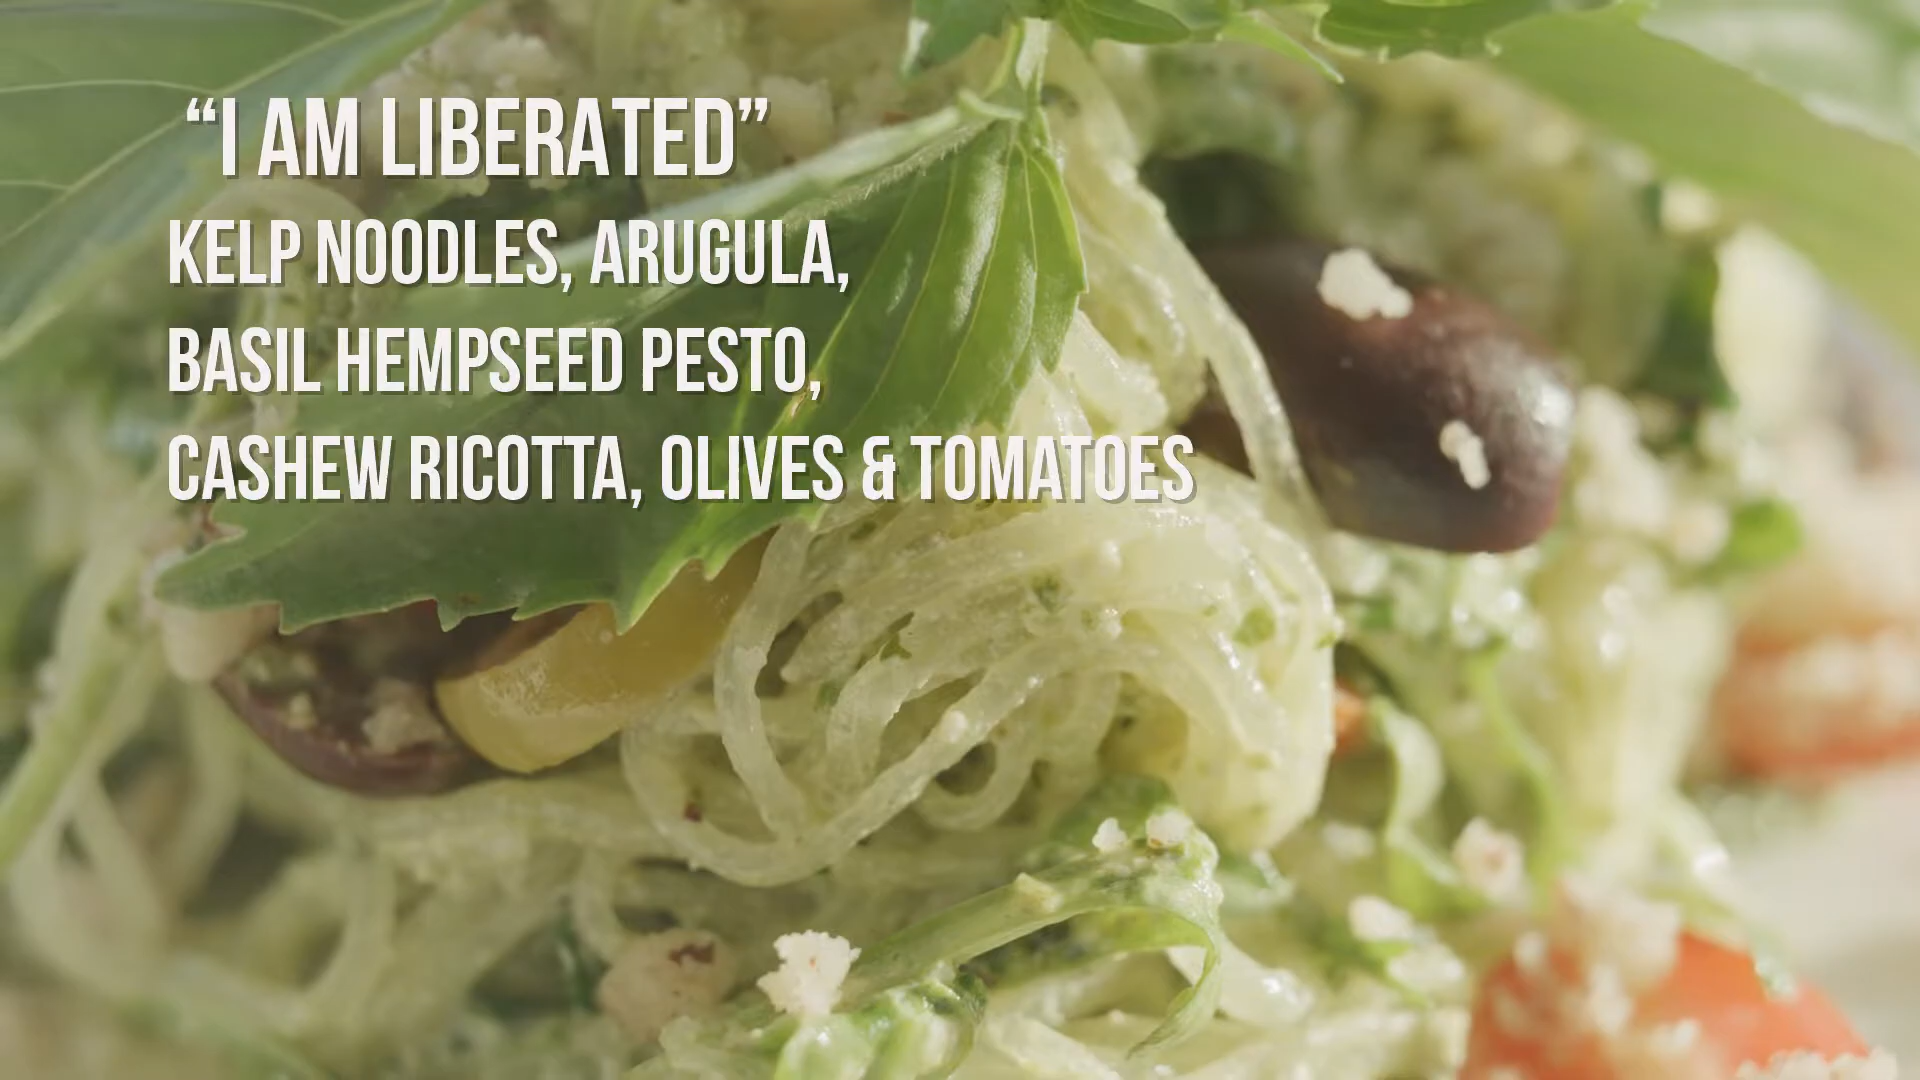 “I AM LIBERATED”
KELP NOODLES, ARUGULA,
BASIL HEMPSEED PESTO,
CASHEW RICOTTA, OLIVES & TOMATOES